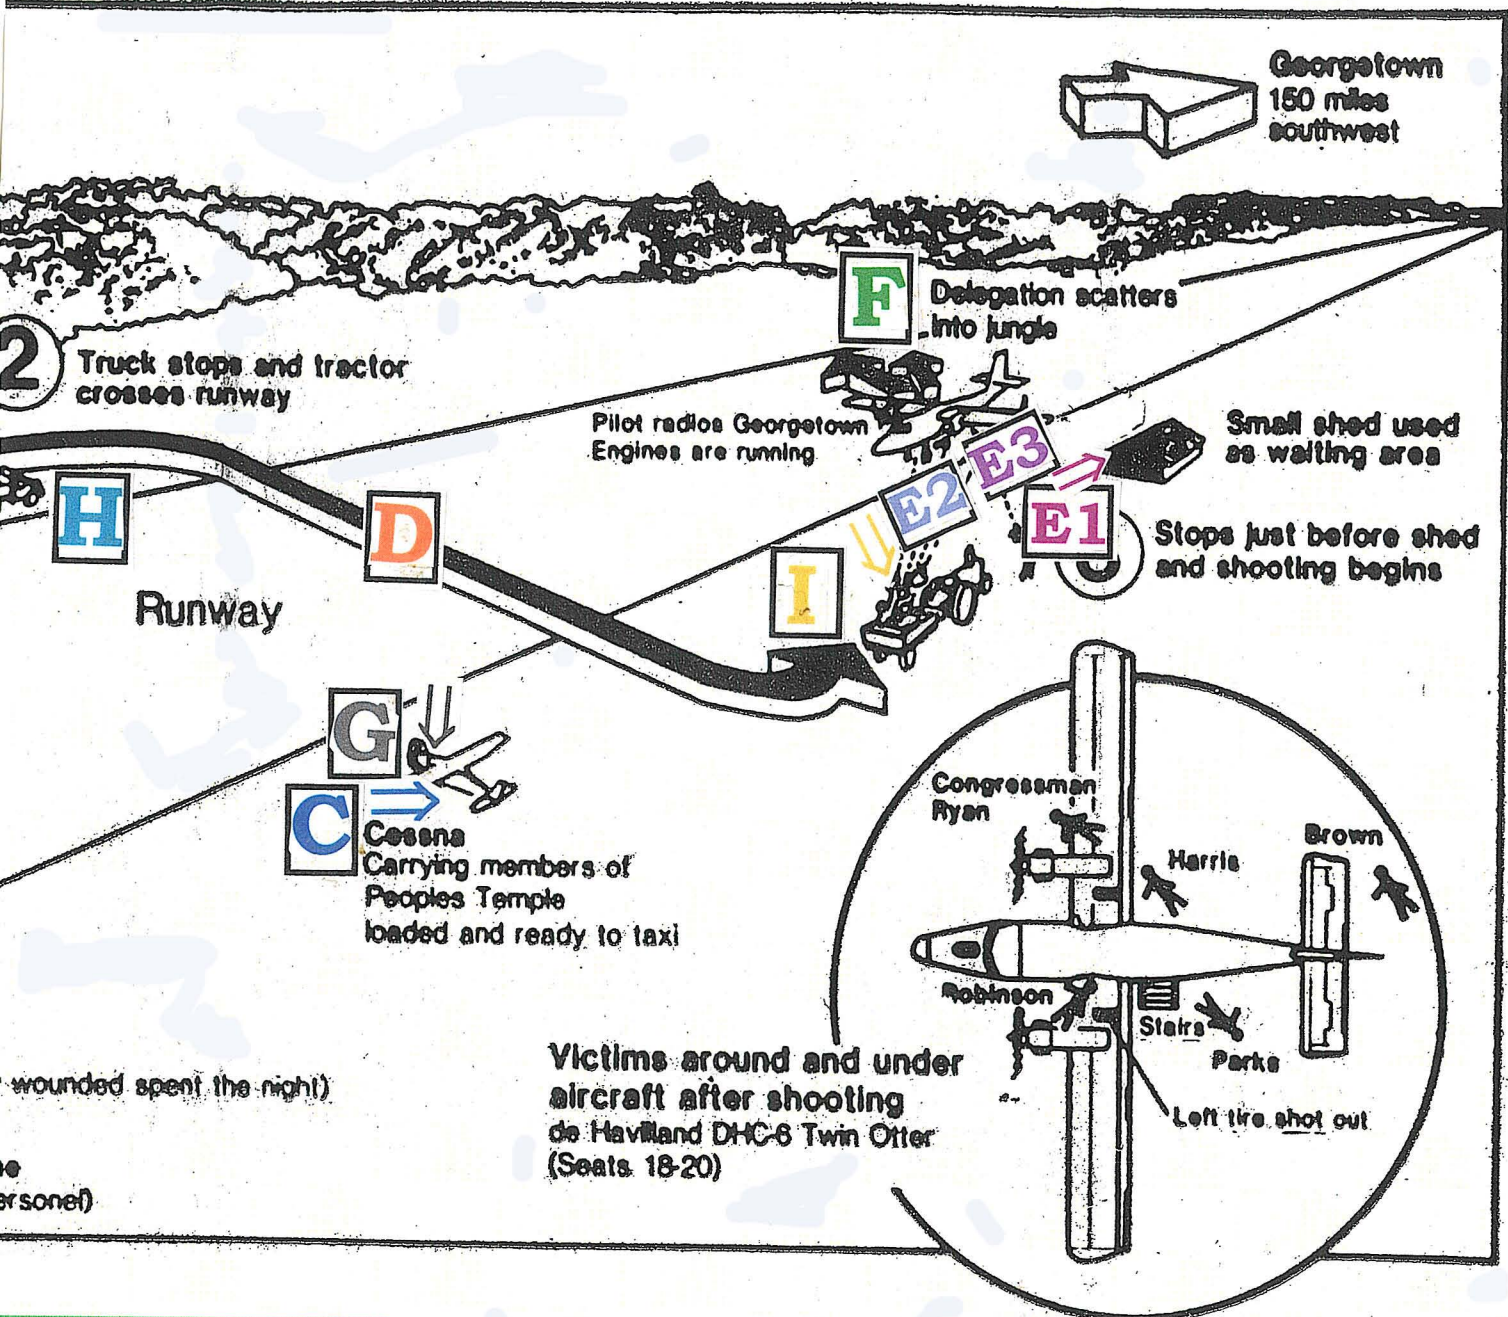 Georgetown
150 miles
southwest
F
Delegation scatters
into jungle
2
Truck stops and tractor
crosses runway
Pilot radios Georgetown
Engines are running
E3
E2
E1
Small shed used
as waiting area
Stops just before shed
and shooting begins
H
D
I
Runway
G
C
Cessna
Carrying members of
Peoples Temple
loaded and ready to taxi
Congressman
Ryan
Harris
Brown
Robinson
Stairs
Parks
Left tire shot out
Victims around and under
aircraft after shooting
de Havilland DHC-6 Twin Otter
(Seats 18-20)
wounded spent the night)
ersonel)